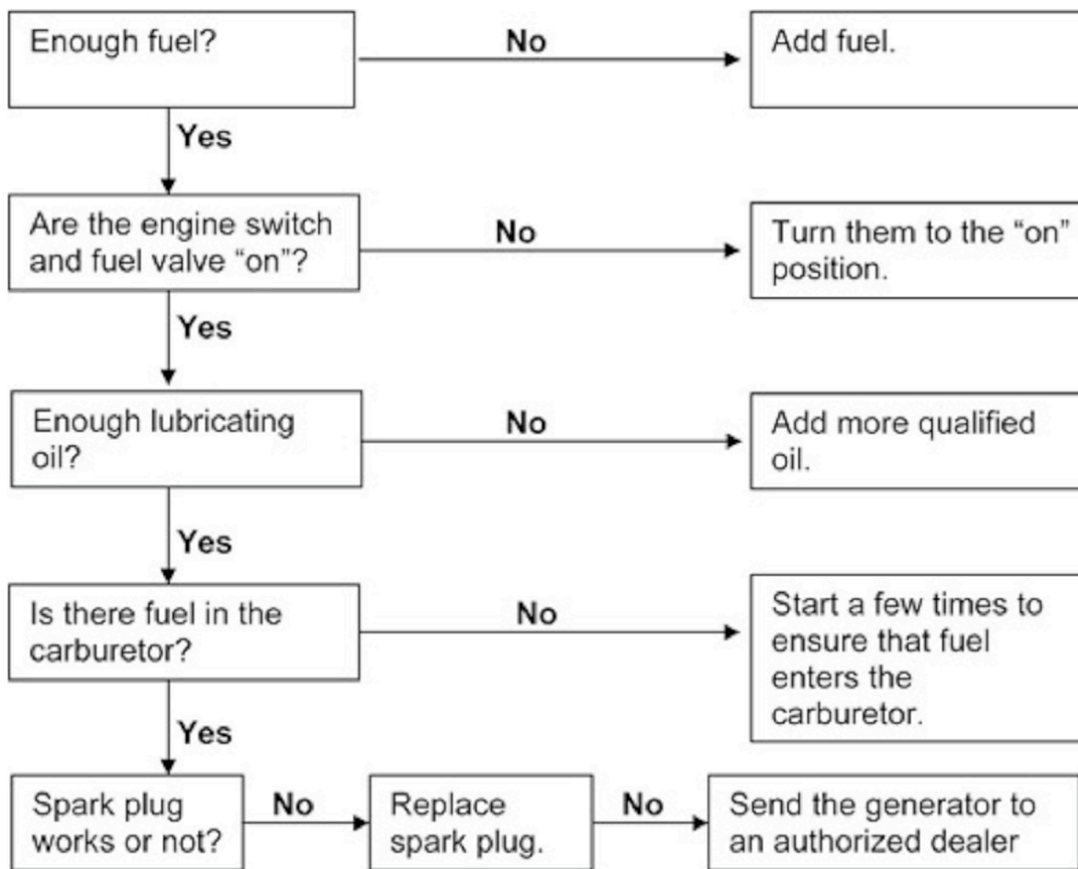 Enough fuel?
No
Add fuel.
Yes
Are the engine switch
and fuel valve “on”?
No
Turn them to the “on”
position.
Yes
Enough lubricating
oil?
No
Add more qualified
oil.
Yes
Is there fuel in the
carburetor?
No
Start a few times to
ensure that fuel
enters the
carburetor.
Yes
Spark plug
works or not?
No
Replace
spark plug.
No
Send the generator to
an authorized dealer